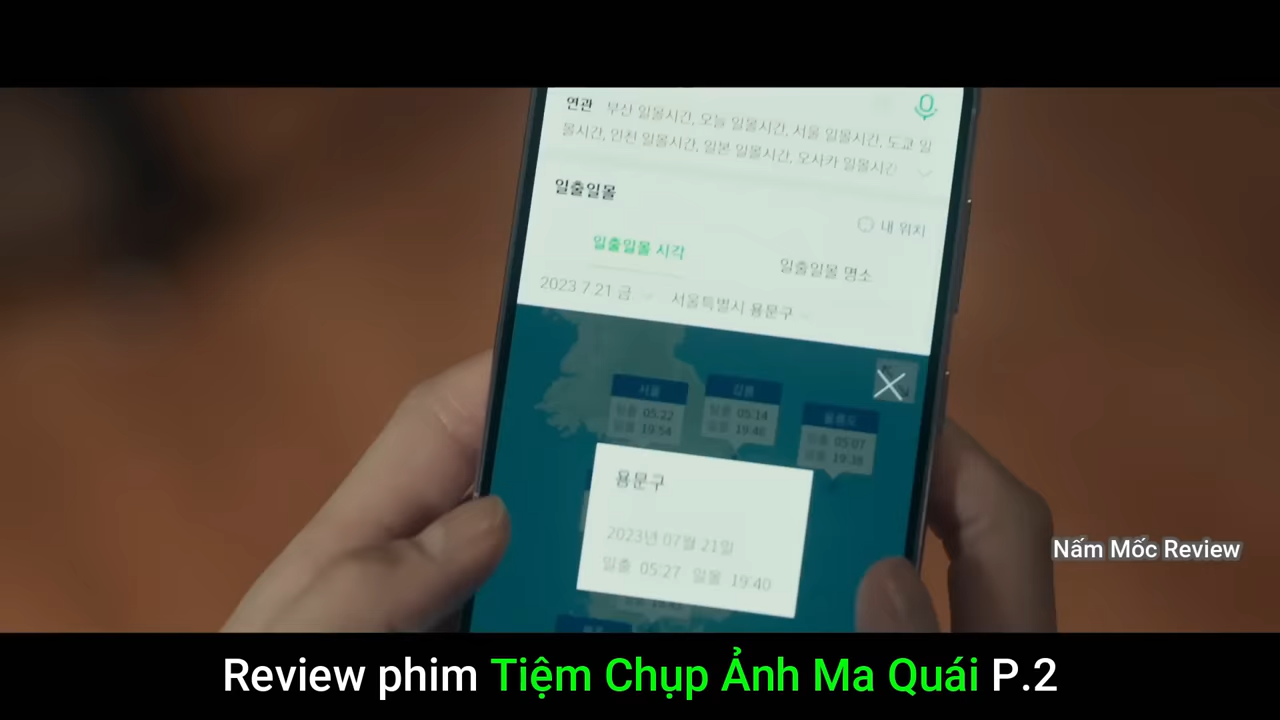 연관 부산 일몰시간, 오늘 일몰시간, 서울 일몰시간, 도쿄 일
몰시간, 인천 일몰시간, 일본 일몰시간, 오사카 일몰시간
일출일몰
내 위치
일출일몰 시각 일출일몰 명소
2023 7 21 금 서울특별시 용문구
서울 강릉
일출 05:22 일출 05:14 울릉도
일몰 19:54 일몰 19:46 일출 05:07
일몰 19:38
용문구
2023년 07월 21일
일출 05:27 일몰 19:40
Nấm Mốc Review
Review phim Tiệm Chụp Ảnh Ma Quái P.2